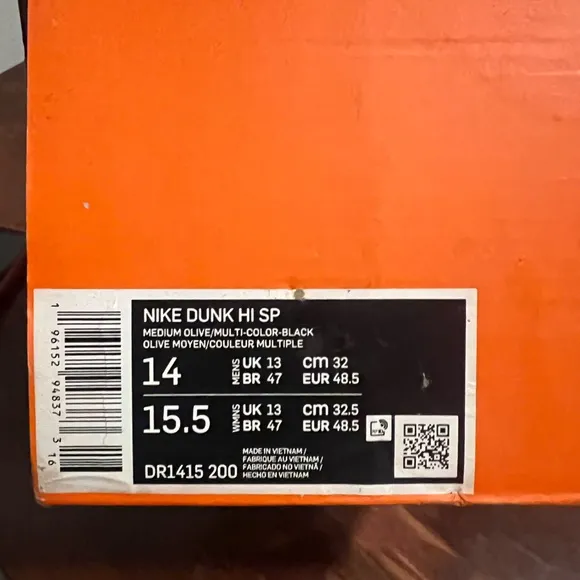 NIKE DUNK HI SP
MEDIUM OLIVE/MULTI-COLOR-BLACK
OLIVE MOYEN/COULEUR MULTIPLE
14 MENS UK 13 cm 32
BR 47 EUR 48.5
15.5 WMNS UK 13 cm 32.5
BR 47 EUR 48.5
DR1415 200
MADE IN VIETNAM /
FABRIQUE AU VIETNAM /
FABRICADO NO VIETNÃ /
HECHO EN VIETNAM
1 96152 94837 3 16